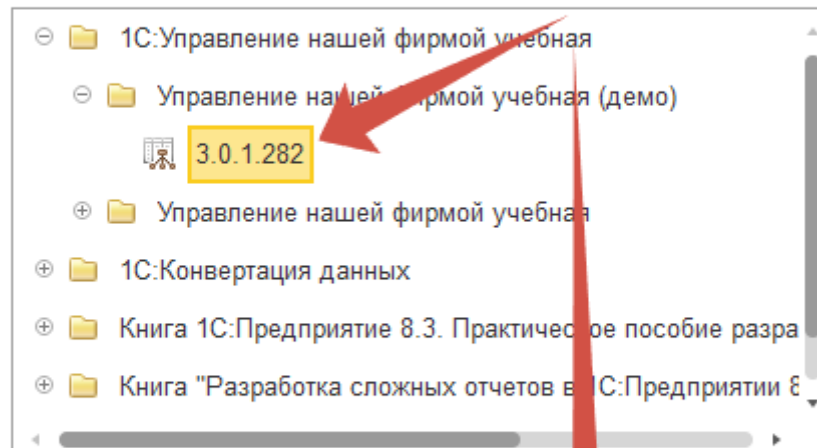 1С:Управление нашей фирмой учебная
Управление нашей фирмой учебная (демо)
3.0.1.282
Управление нашей фирмой учебная
1С:Конвертация данных
Книга 1С:Предприятие 8.3. Практическое пособие разра
Книга "Разработка сложных отчетов в 1С:Предприятии 8